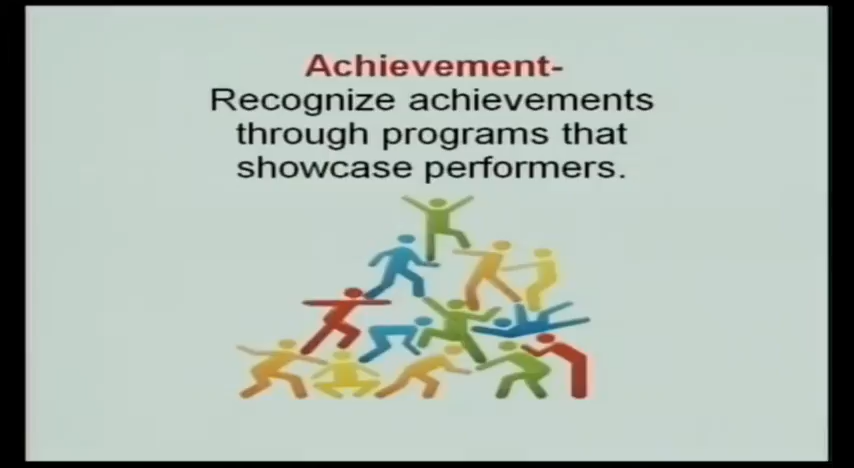 Achievement-
Recognize achievements
through programs that
showcase performers.